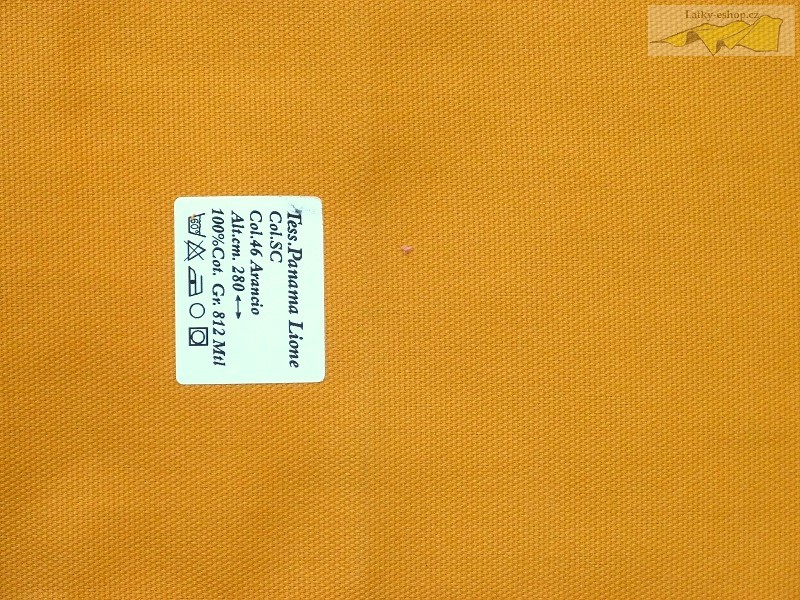 Laiky-eshop.cz
Tess.Panama Lione
Col.SC
Col.46 Arancio
Alt.cm. 280 ↔
100%Cot. Gr. 812 Mtl
60°